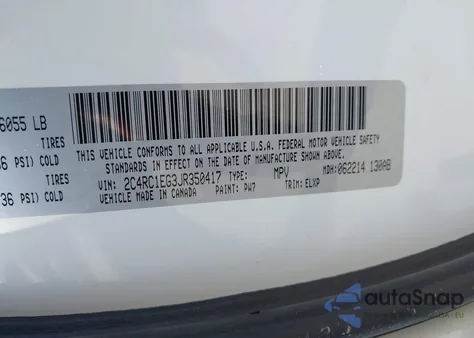 6055 LB
TIRES
36 PSI) COLD
TIRES
36 PSI) COLD
THIS VEHICLE CONFORMS TO ALL APPLICABLE U.S.A. FEDERAL MOTOR VEHICLE SAFETY
STANDARDS IN EFFECT ON THE DATE OF MANUFACTURE SHOWN ABOVE.
VIN: 2C4RC1EG3JR350417 TYPE: MPV MDH: 062214 130AB
VEHICLE MADE IN CANADA PAINT: PW7 TRIM: ELXP
autoSnap